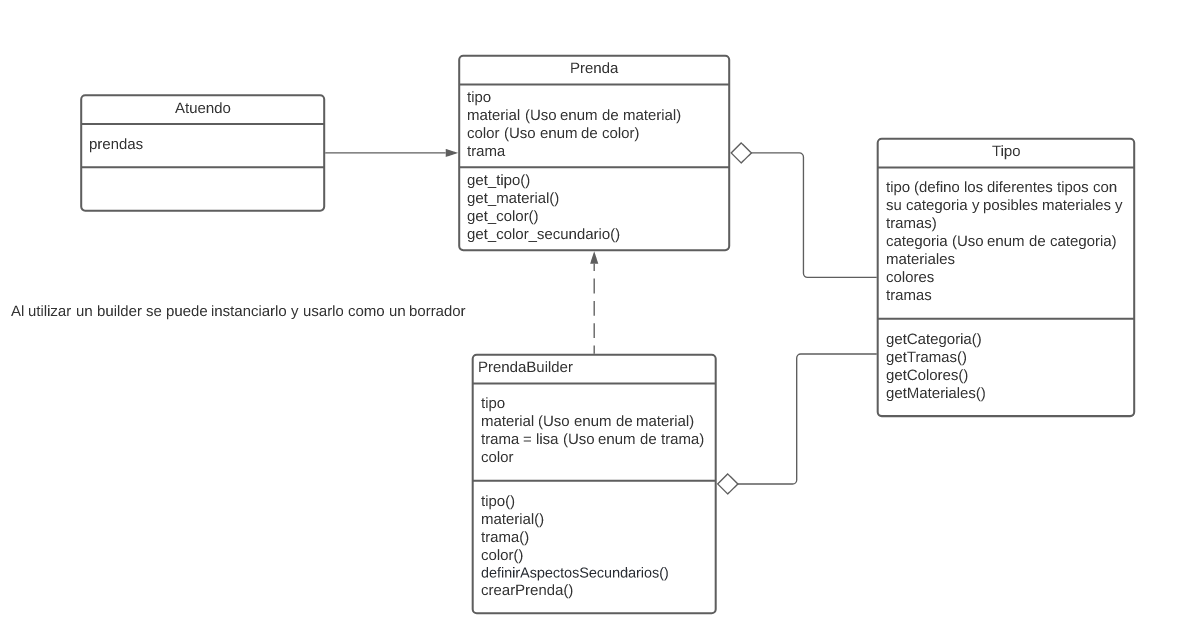 Atuendo
prendas
Prenda
tipo
material (Uso enum de material)
color (Uso enum de color)
trama
get_tipo()
get_material()
get_color()
get_color_secundario()
Tipo
tipo (defino los diferentes tipos con
su categoria y posibles materiales y
tramas)
categoria (Uso enum de categoria)
materiales
colores
tramas
getCategoria()
getTramas()
getColores()
getMateriales()
Al utilizar un builder se puede instanciarlo y usarlo como un borrador
PrendaBuilder
tipo
material (Uso enum de material)
trama = lisa (Uso enum de trama)
color
tipo()
material()
trama()
color()
definirAspectosSecundarios()
crearPrenda()